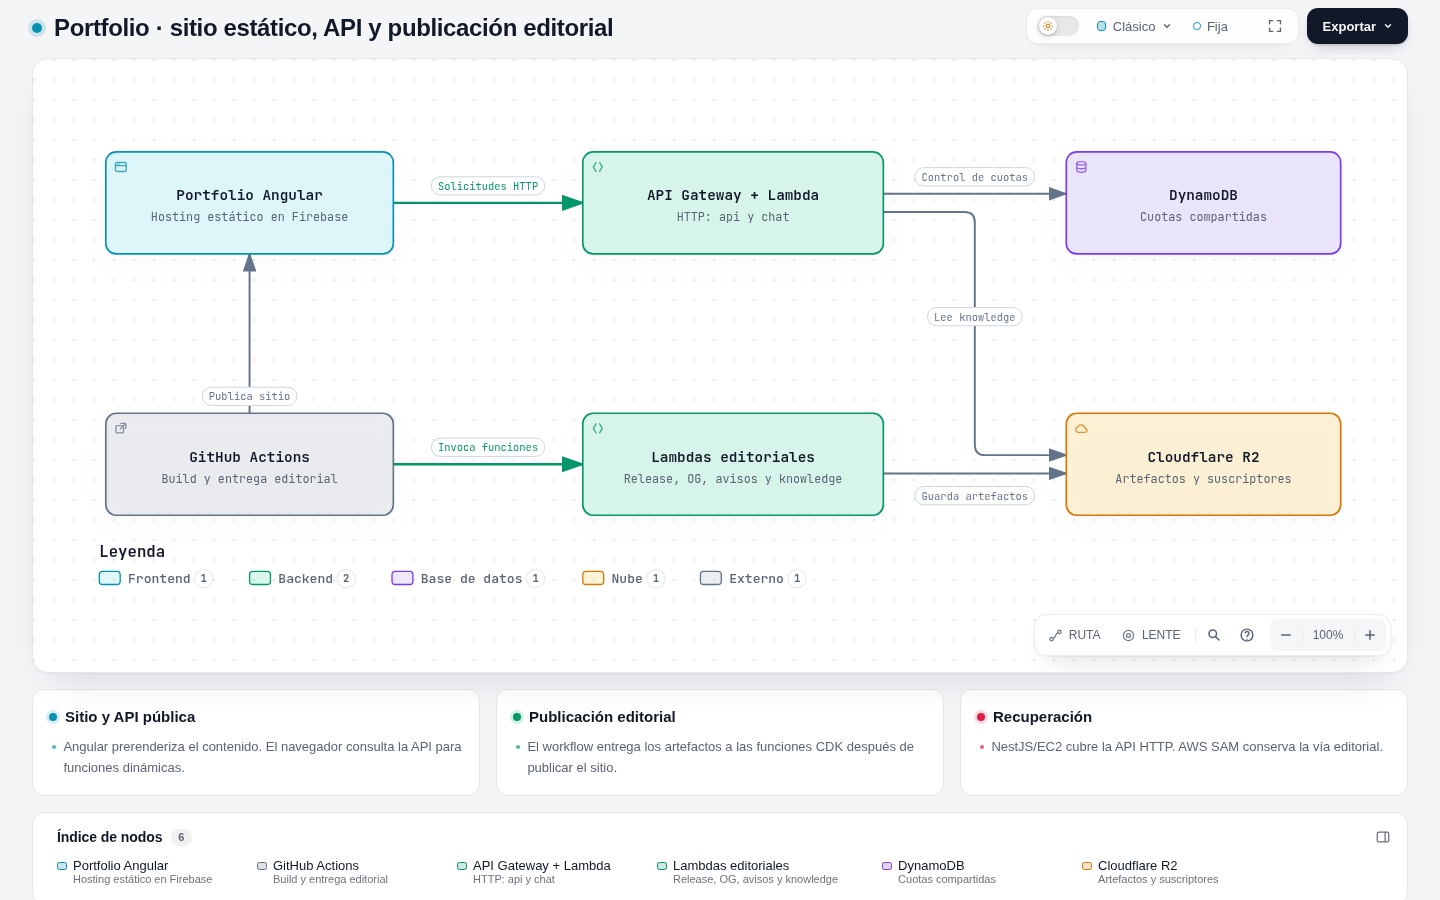 Portfolio · sitio estático, API y publicación editorial
Clásico
Fija
Exportar
Portfolio Angular
Hosting estático en Firebase
Solicitudes HTTP
API Gateway + Lambda
HTTP: api y chat
Control de cuotas
DynamoDB
Cuotas compartidas
Lee knowledge
Publica sitio
GitHub Actions
Build y entrega editorial
Invoca funciones
Lambdas editoriales
Release, OG, avisos y knowledge
Guarda artefactos
Cloudflare R2
Artefactos y suscriptores
Leyenda
Frontend 1
Backend 2
Base de datos 1
Nube 1
Externo 1
RUTA
LENTE
100%
Sitio y API pública
Angular prerenderiza el contenido. El navegador consulta la API para
funciones dinámicas.
Publicación editorial
El workflow entrega los artefactos a las funciones CDK después de
publicar el sitio.
Recuperación
NestJS/EC2 cubre la API HTTP. AWS SAM conserva la vía editorial.
Índice de nodos 6
Portfolio Angular
Hosting estático en Firebase
GitHub Actions
Build y entrega editorial
API Gateway + Lambda
HTTP: api y chat
Lambdas editoriales
Release, OG, avisos y knowledge
DynamoDB
Cuotas compartidas
Cloudflare R2
Artefactos y suscriptores